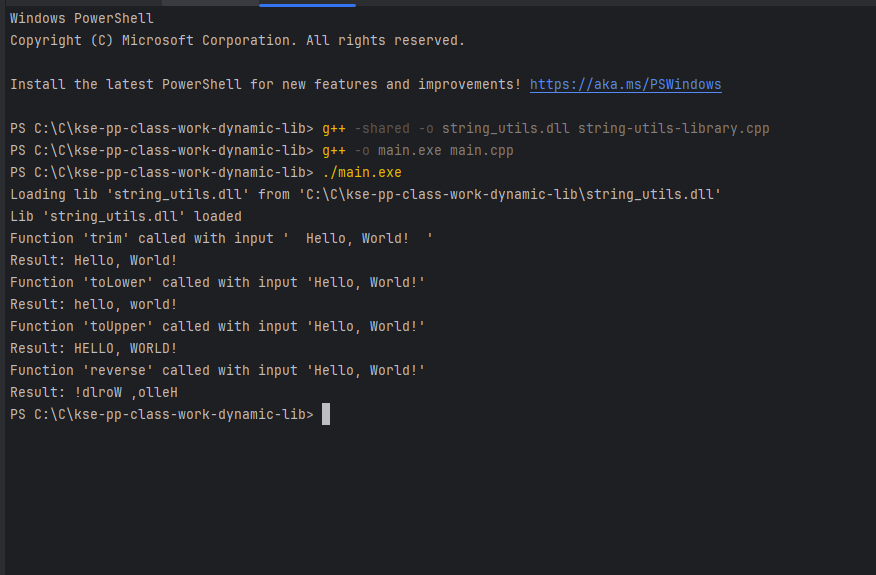 Windows PowerShell
Copyright (C) Microsoft Corporation. All rights reserved.
Install the latest PowerShell for new features and improvements! https://aka.ms/PSWindows
PS C:\C\kse-pp-class-work-dynamic-lib> g++ -shared -o string_utils.dll string-utils-library.cpp
PS C:\C\kse-pp-class-work-dynamic-lib> g++ -o main.exe main.cpp
PS C:\C\kse-pp-class-work-dynamic-lib> ./main.exe
Loading lib 'string_utils.dll' from 'C:\C\kse-pp-class-work-dynamic-lib\string_utils.dll'
Lib 'string_utils.dll' loaded
Function 'trim' called with input '  Hello, World!  '
Result: Hello, World!
Function 'toLower' called with input 'Hello, World!'
Result: hello, world!
Function 'toUpper' called with input 'Hello, World!'
Result: HELLO, WORLD!
Function 'reverse' called with input 'Hello, World!'
Result: !dlroW ,olleH
PS C:\C\kse-pp-class-work-dynamic-lib>